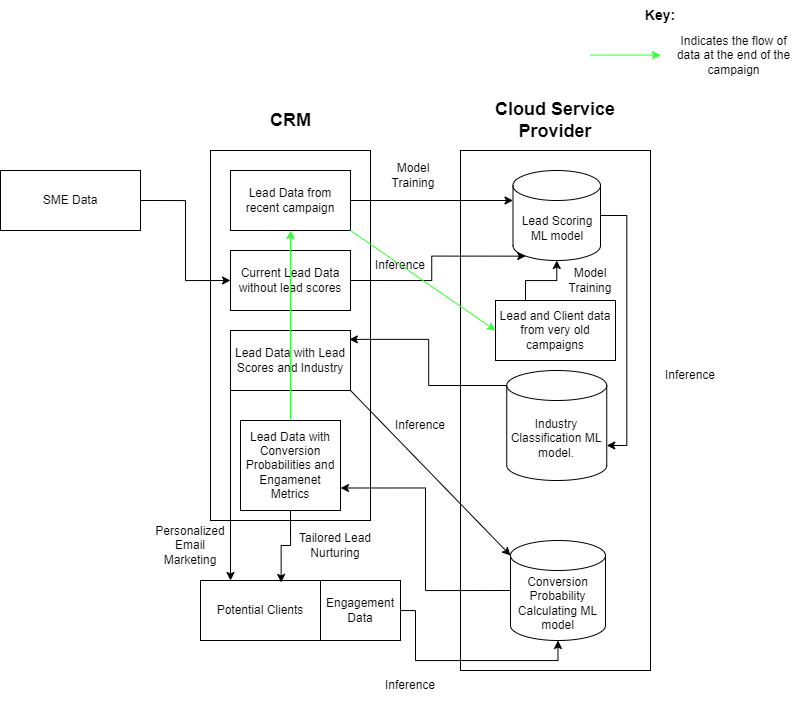 Key:
Indicates the flow of
data at the end of the
campaign
CRM
Cloud Service
Provider
SME Data
Lead Data from
recent campaign
Model
Training
Lead Scoring
ML model
Current Lead Data
without lead scores
Inference
Model
Training
Lead and Client data
from very old
campaigns
Lead Data with Lead
Scores and Industry
Inference
Industry
Classification ML
model.
Inference
Lead Data with
Conversion
Probabilities and
Engamenet
Metrics
Personalized
Email
Marketing
Tailored Lead
Nurturing
Potential Clients
Engagement
Data
Conversion
Probability
Calculating ML
model
Inference